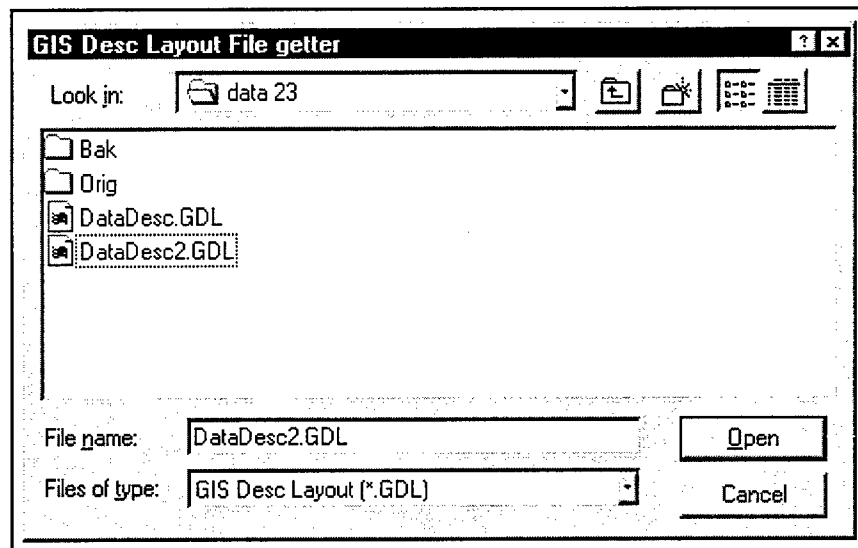 GIS Desc Layout File getter
Look in: data 23
Bak
Orig
DataDesc.GDL
DataDesc2.GDL
File name: DataDesc2.GDL
Open
Files of type: GIS Desc Layout (*.GDL)
Cancel